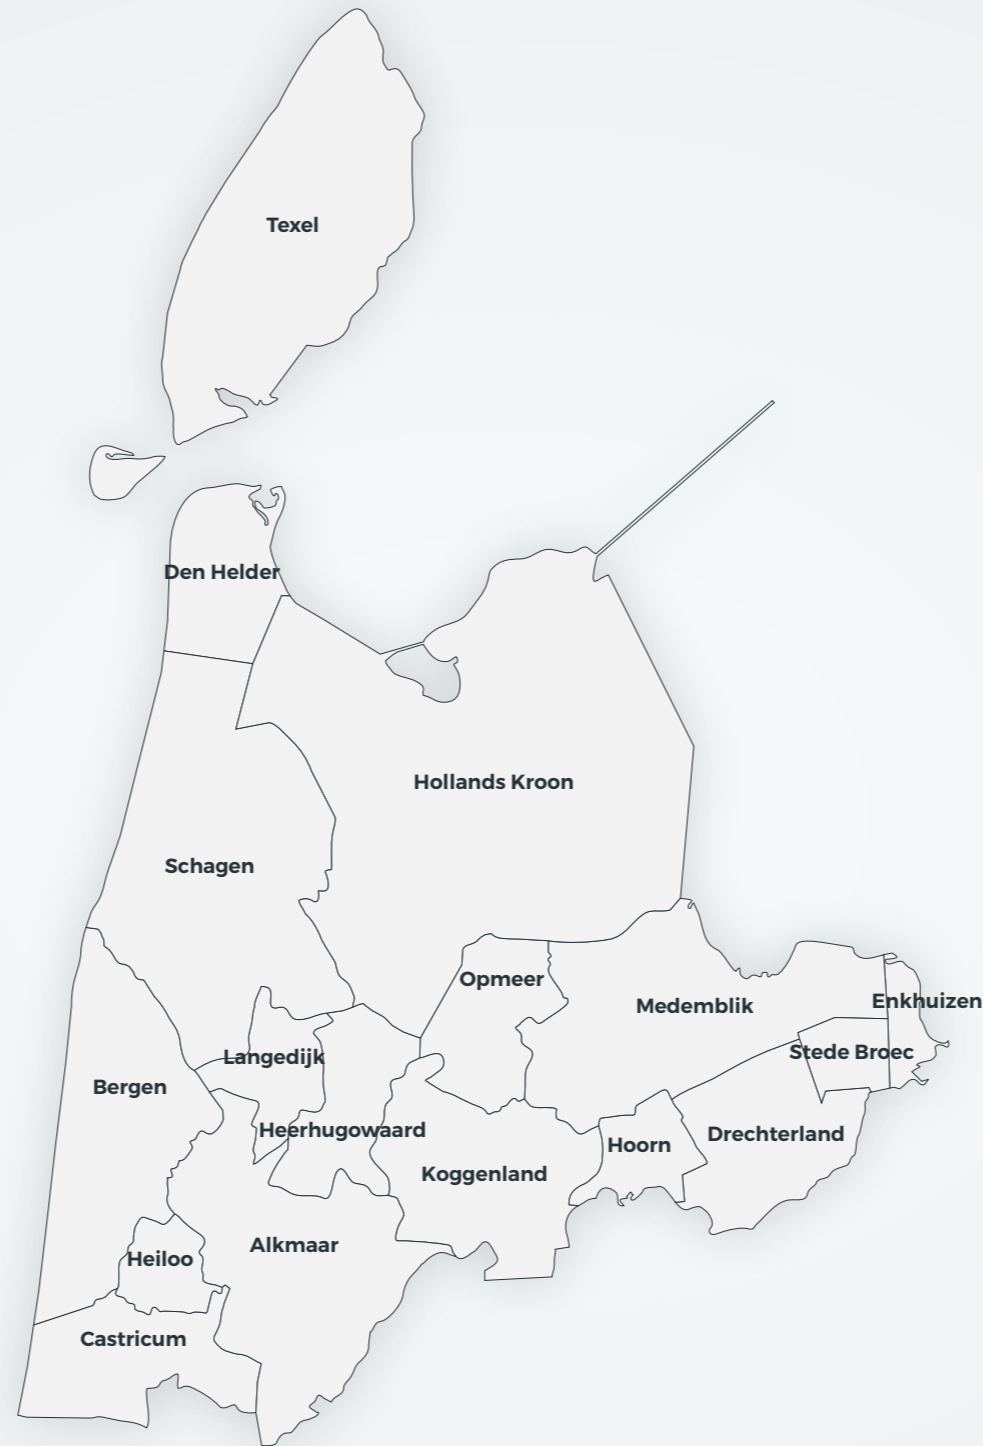 Texel
Den Helder
Hollands Kroon
Schagen
Opmeer
Medemblik
Enkhuizen
Stede Broec
Langedijk
Bergen
Heerhugowaard
Drechterland
Hoorn
Koggenland
Alkmaar
Heiloo
Castricum